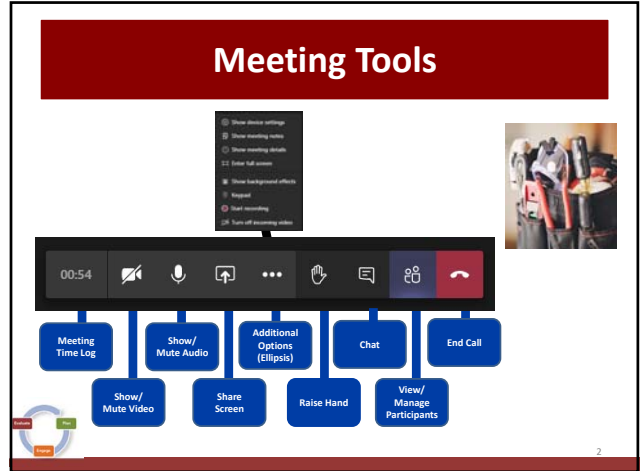 Meeting Tools
Show device settings
Show meeting notes
Show meeting details
Enter full screen
Show background effects
Keypad
Start recording
Turn off incoming video
00:54
Meeting
Time Log
Show/
Mute Video
Show/
Mute Audio
Share
Screen
Additional
Options
(Ellipsis)
Raise Hand
Chat
View/
Manage
Participants
End Call
Evaluate
Plan
Engage
2